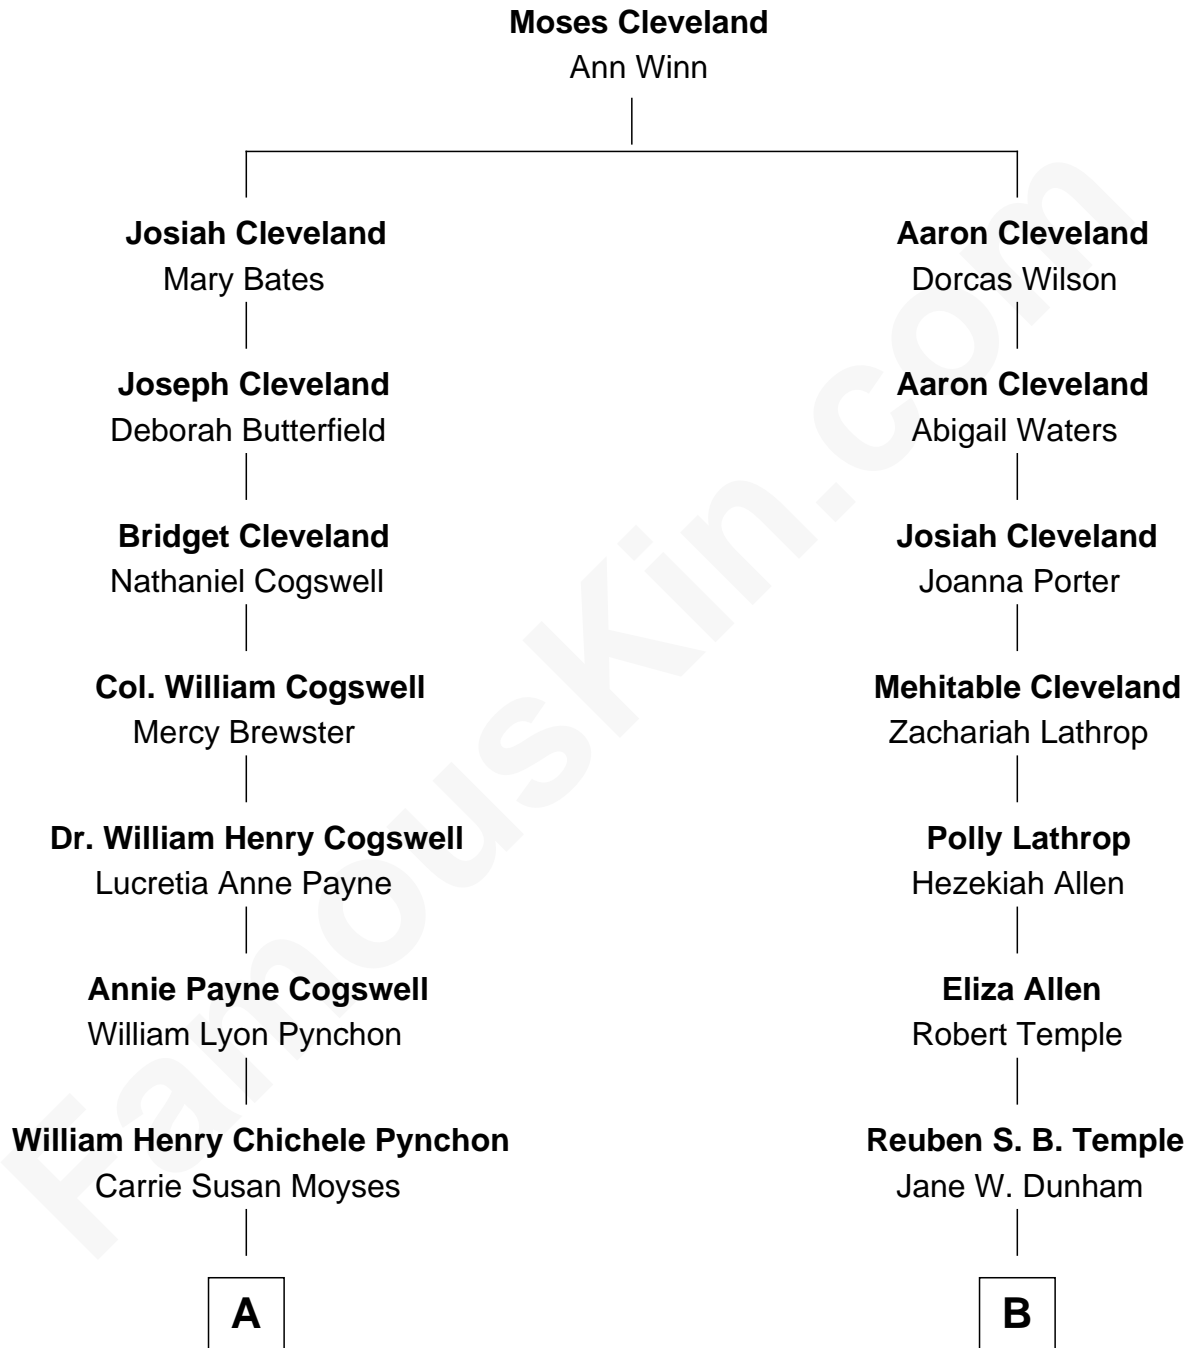 Moses Cleveland
Ann Winn
Josiah Cleveland
Mary Bates
Aaron Cleveland
Dorcas Wilson
Joseph Cleveland
Deborah Butterfield
Aaron Cleveland
Abigail Waters
Bridget Cleveland
Nathaniel Cogswell
Josiah Cleveland
Joanna Porter
Col. William Cogswell
Mercy Brewster
Mehitable Cleveland
Zachariah Lathrop
Dr. William Henry Cogswell
Lucretia Anne Payne
Polly Lathrop
Hezekiah Allen
Annie Payne Cogswell
William Lyon Pynchon
Eliza Allen
Robert Temple
William Henry Chichele Pynchon
Carrie Susan Moyses
Reuben S. B. Temple
Jane W. Dunham
A
B
FamousKin.com